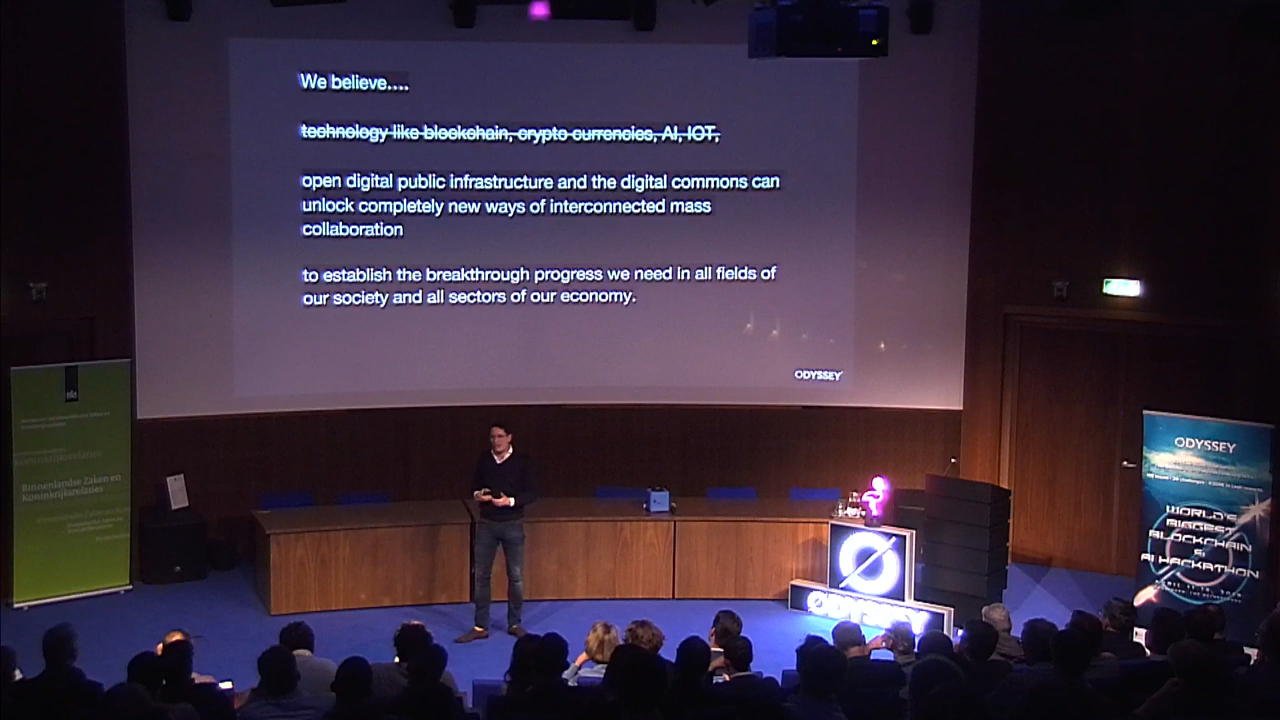 We believe....
technology like blockchain, crypto currencies, AI, IOT,
open digital public infrastructure and the digital commons can
unlock completely new ways of interconnected mass
collaboration
to establish the breakthrough progress we need in all fields of
our society and all sectors of our economy.
ODYSSEY
Koninkrijksrelaties
Binnenlandse Zaken en
Koninkrijksrelaties
ODYSSEY
WORLD'S
BIGGEST
BLOCKCHAIN
&
AI HACKATHON
ODYSSEY